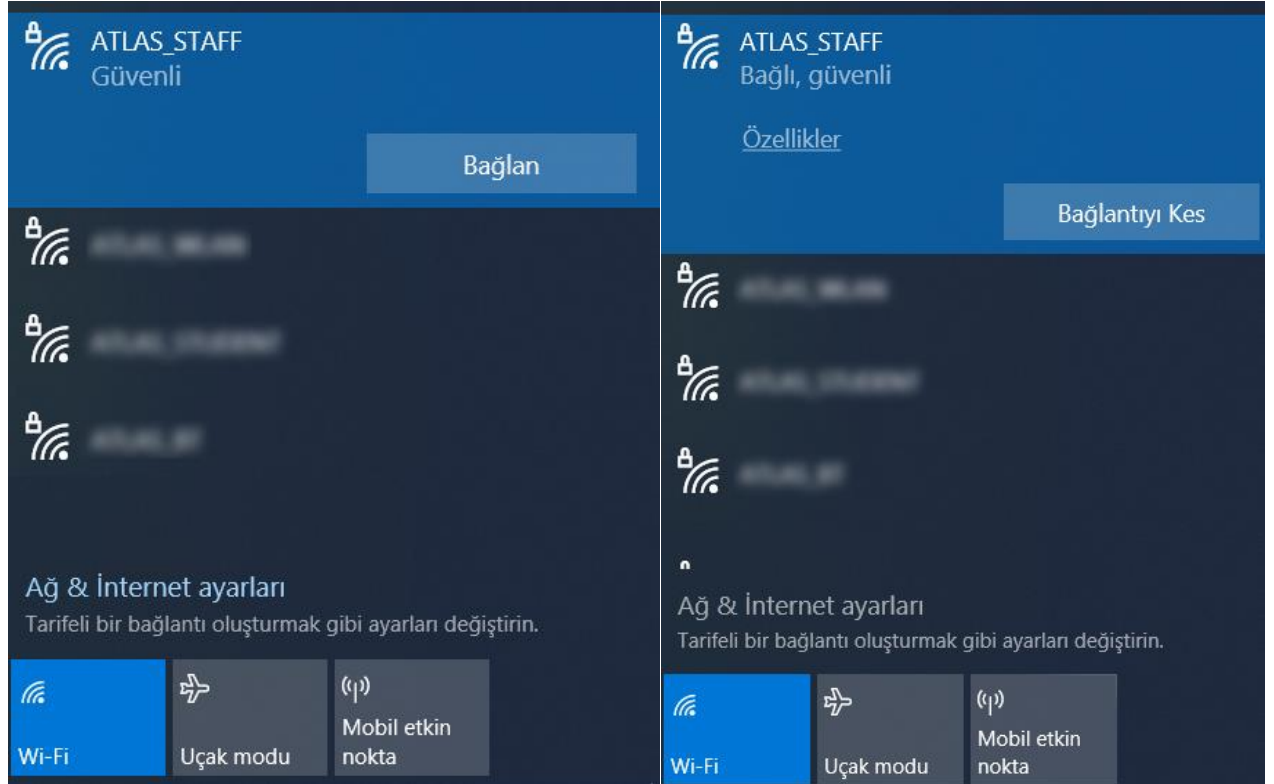 ATLAS_STAFF
Güvenli
Bağlan
Ağ & İnternet ayarları
Tarifeli bir bağlantı oluşturmak gibi ayarları değiştirin.
Wi-Fi
Uçak modu
Mobil etkin
nokta
ATLAS_STAFF
Bağlı, güvenli
Özellikler
Bağlantıyı Kes
Ağ & İnternet ayarları
Tarifeli bir bağlantı oluşturmak gibi ayarları değiştirin.
Wi-Fi
Uçak modu
Mobil etkin
nokta